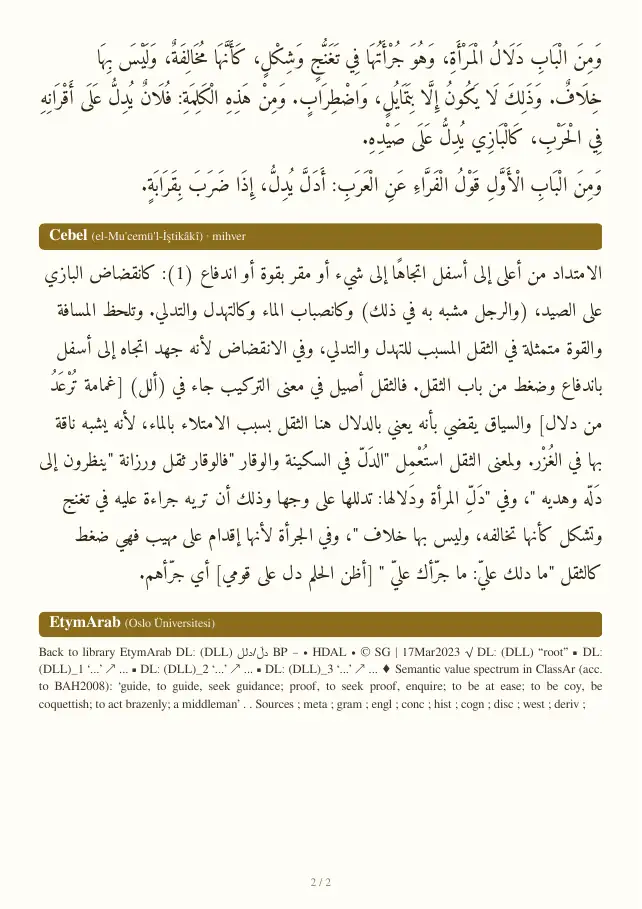 وَمِنَ الْبَابِ دَلَالُ الْمَرْأَةِ، وَهُوَ جُرْأَتُهَا فِي تَغَنُّجٍ وَشِكْلٍ، كَأَنَّهَا مُخَالِفَةٌ، وَلَيْسَ بِهَا
خِلَافٌ. وَذَلِكَ لَا يَكُونُ إِلَّا بِتَمَايُلٍ، وَاضْطِرَابٍ. وَمِنْ هَذِهِ الْكَلِمَةِ: فُلَانٌ يُدِلُّ عَلَى أَقْرَانِهِ
فِي الْحَرْبِ، كَالْبَازِي يُدِلُّ عَلَى صَيْدِهِ.
وَمِنَ الْبَابِ الْأَوَّلِ قَوْلُ الْفَرَّاءِ عَنِ الْعَرَبِ: أَدَلَّ يُدِلُّ، إِذَا ضَرَبَ بِقَرَابَةٍ.
Cebel (el-Mu'cemü'l-İştikâkî) · mihver
الامتداد من أعلى إلى أسفل اتجاهًا إلى شيء أو مقر بقوة أو اندفاع (1): كانقضاض البازي
على الصيد، (والرجل مشبه به في ذلك) وكانصباب الماء وكالتهدل والتدلي. وتلحظ المسافة
والقوة متمثلة في الثقل المسبب للتهدل والتدلي، وفي الانقضاض لأنه جهد اتجاه إلى أسفل
باندفاع وضغط من باب الثقل. فالثقل أصيل في معنى التركيب جاء في (ألل) [غمامة تُرْعَدُ
من دلال] والسياق يقضي بأنه يعني بالدلال هنا الثقل بسبب الامتلاء بالماء، لأنه يشبه ناقة
بها في الغُزْر. ولمعنى الثقل استُعْمِل "الدَلّ في السكينة والوقار "فالوقار ثقل ورزانة "ينظرون إلى
دَلّه وهديه "، وفي "دَلّ المرأة ودَلالها: تدللها على وجها وذلك أن تريه جراءة عليه في تغنج
وتشكل كأنها تخالفه، وليس بها خلاف "، وفي الجرأة لأنها إقدام على مهيب فهي ضغط
كالثقل "ما دلك عليّ: ما جرّأك عليّ " [أظن الحلم دل على قومي] أي جرّأهم.
EtymArab (Oslo Üniversitesi)
Back to library EtymArab DL: (DLL) دلّ/دلل BP – • HDAL • © SG | 17Mar2023 √ DL: (DLL) “root” ▪ DL:
(DLL)_1 ‘...’ ↗ ... ▪ DL: (DLL)_2 ‘...’ ↗ ... ▪ DL: (DLL)_3 ‘...’ ↗ ... ♦ Semantic value spectrum in ClassAr (acc.
to BAH2008): ‘guide, to guide, seek guidance; proof, to seek proof, enquire; to be at ease; to be coy, be
coquettish; to act brazenly; a middleman’ . . Sources ; meta ; gram ; engl ; conc ; hist ; cogn ; disc ; west ; deriv ;
2 / 2